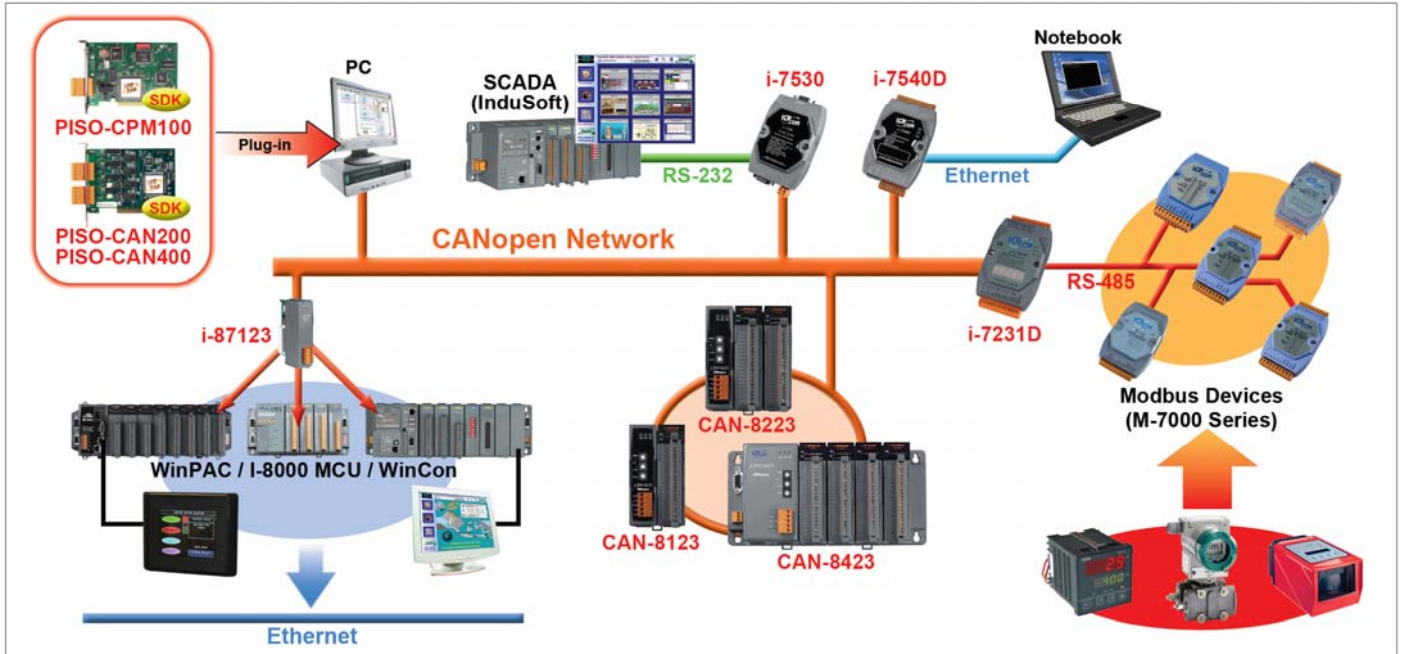 SDK
PISO-CPM100
SDK
PISO-CAN200
PISO-CAN400
Plug-in
PC
SCADA
(InduSoft)
RS-232
i-7530
i-7540D
Ethernet
Notebook
CANopen Network
i-7231D
RS-485
Modbus Devices
(M-7000 Series)
i-87123
WinPAC / I-8000 MCU / WinCon
Ethernet
CAN-8223
CAN-8123
CAN-8423